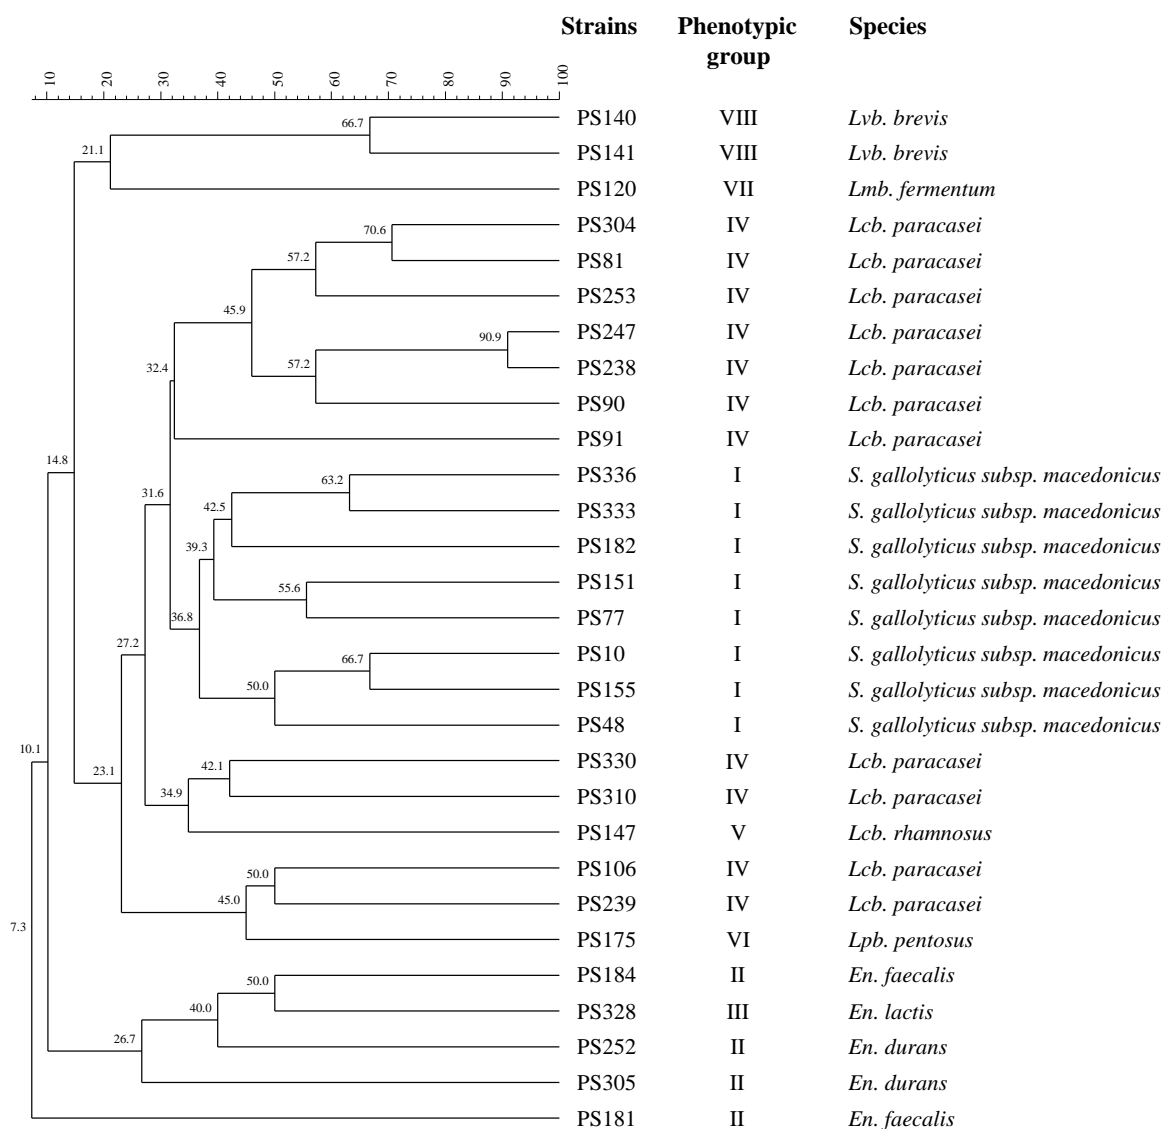 Strains Phenotypic group Species
10 20 30 40 50 60 70 80 90 100
PS140 VIII Lvb. brevis
66.7
PS141 VIII Lvb. brevis
21.1
PS120 VII Lmb. fermentum
PS304 IV Lcb. paracasei
70.6
PS81 IV Lcb. paracasei
57.2
PS253 IV Lcb. paracasei
45.9
PS247 IV Lcb. paracasei
90.9
PS238 IV Lcb. paracasei
57.2
32.4
PS90 IV Lcb. paracasei
PS91 IV Lcb. paracasei
14.8
PS336 I S. gallolyticus subsp. macedonicus
63.2
31.6
42.5
PS333 I S. gallolyticus subsp. macedonicus
39.3
PS182 I S. gallolyticus subsp. macedonicus
PS151 I S. gallolyticus subsp. macedonicus
55.6
36.8
PS77 I S. gallolyticus subsp. macedonicus
27.2
PS10 I S. gallolyticus subsp. macedonicus
66.7
50.0
PS155 I S. gallolyticus subsp. macedonicus
PS48 I S. gallolyticus subsp. macedonicus
10.1
PS330 IV Lcb. paracasei
23.1
42.1
PS310 IV Lcb. paracasei
34.9
PS147 V Lcb. rhamnosus
PS106 IV Lcb. paracasei
50.0
PS239 IV Lcb. paracasei
45.0
7.3
PS175 VI Lpb. pentosus
PS184 II En. faecalis
50.0
PS328 III En. lactis
40.0
26.7
PS252 II En. durans
PS305 II En. durans
PS181 II En. faecalis